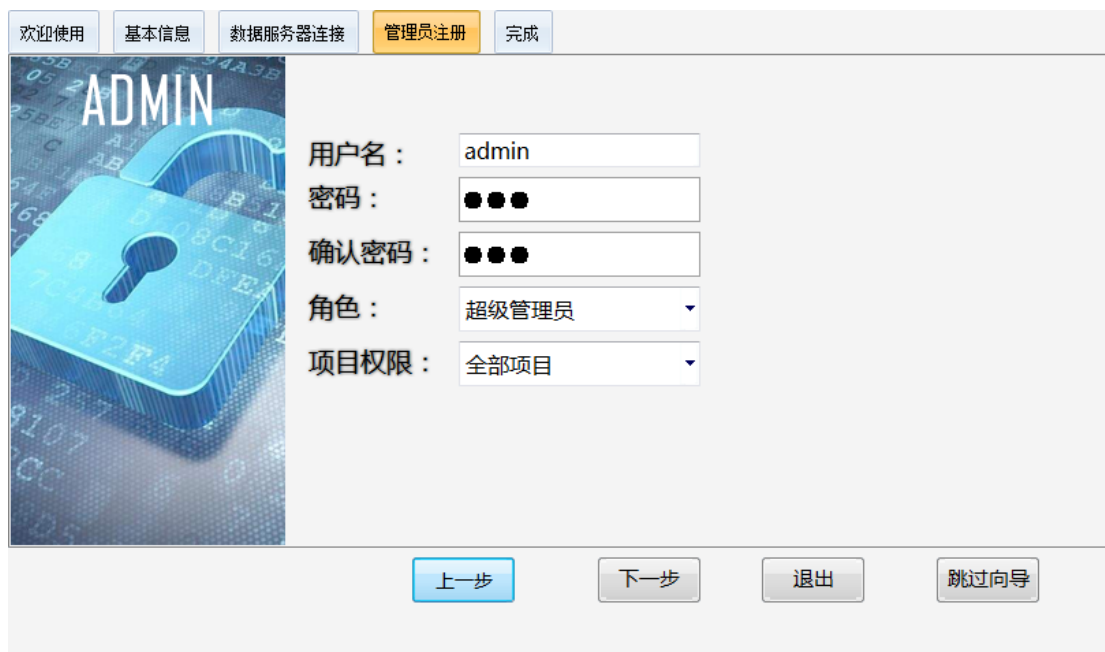 欢迎使用 基本信息 数据服务器连接 管理员注册 完成
ADMIN
用户名： admin
密码： ●●●
确认密码： ●●●
角色： 超级管理员
项目权限： 全部项目
上一步 下一步 退出 跳过向导